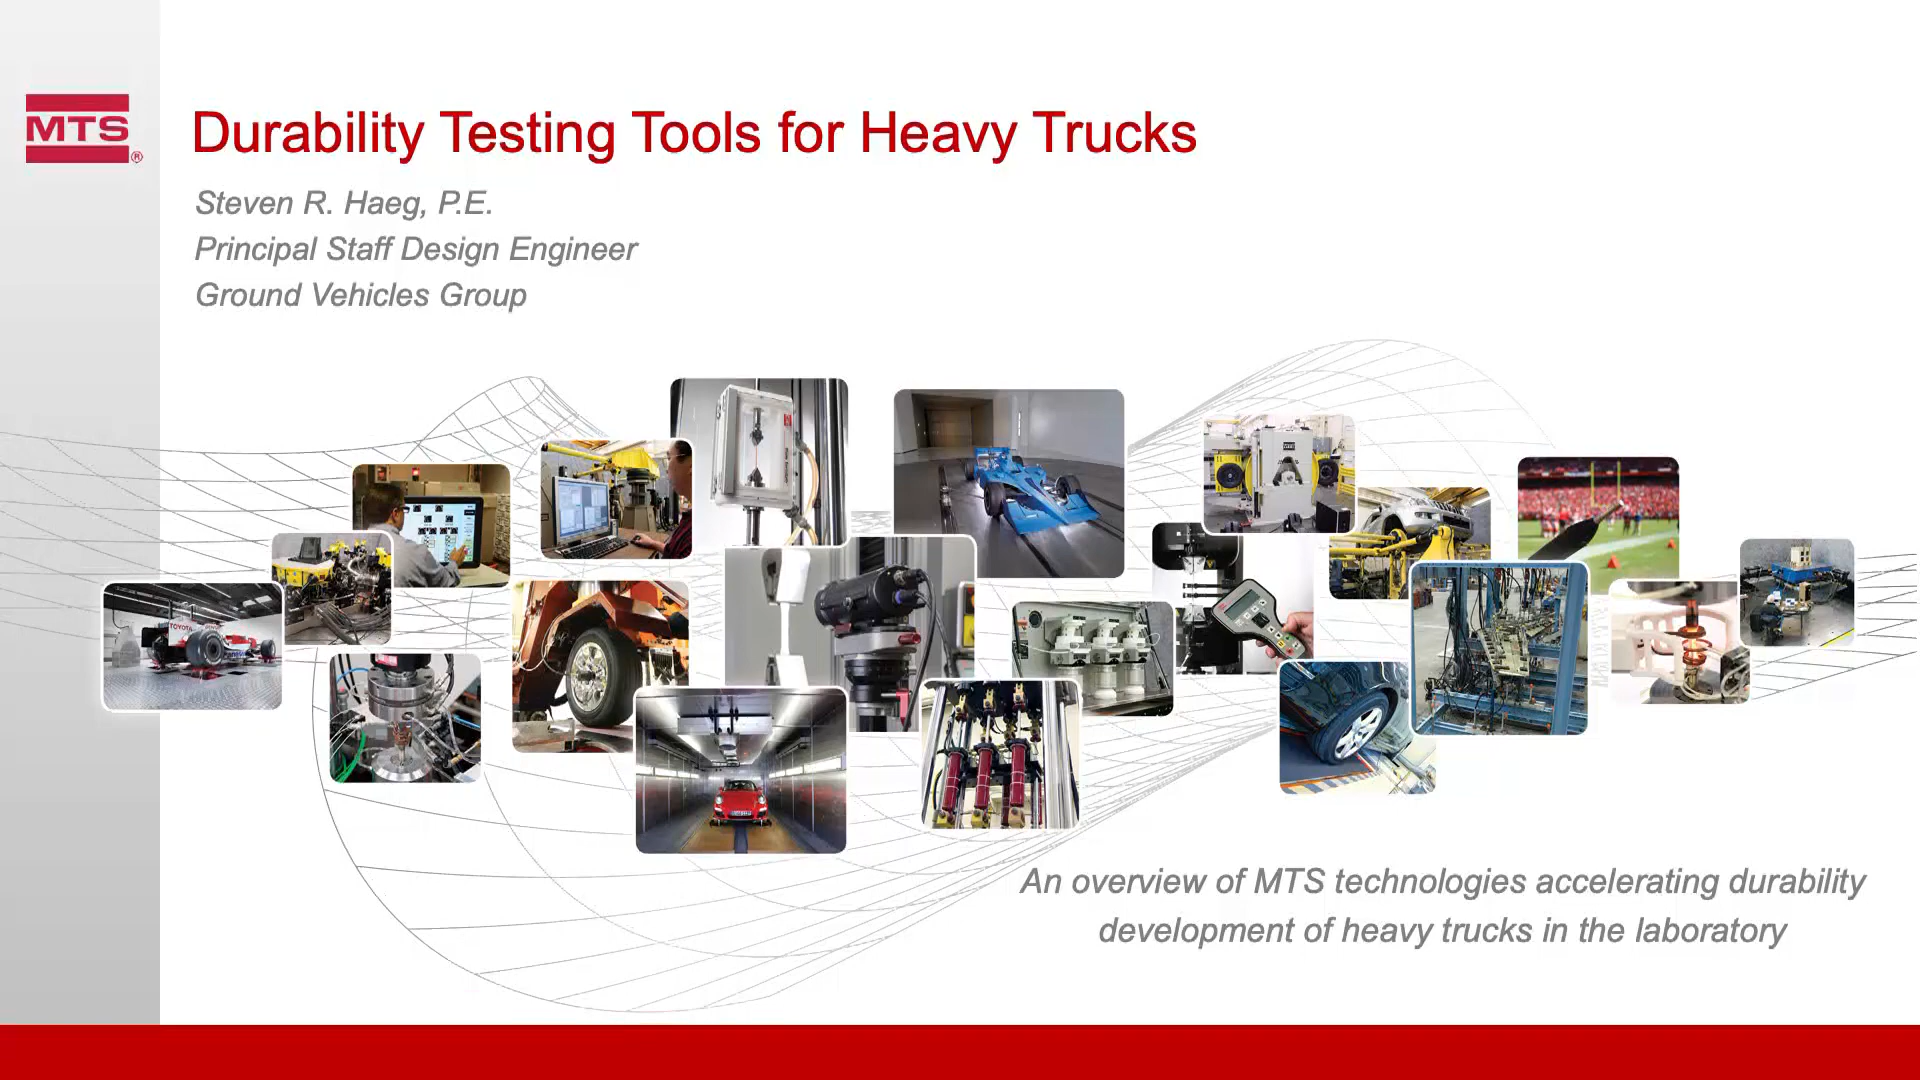 MTS®
Durability Testing Tools for Heavy Trucks
Steven R. Haeg, P.E.
Principal Staff Design Engineer
Ground Vehicles Group
TOYOTA
An overview of MTS technologies accelerating durability
development of heavy trucks in the laboratory